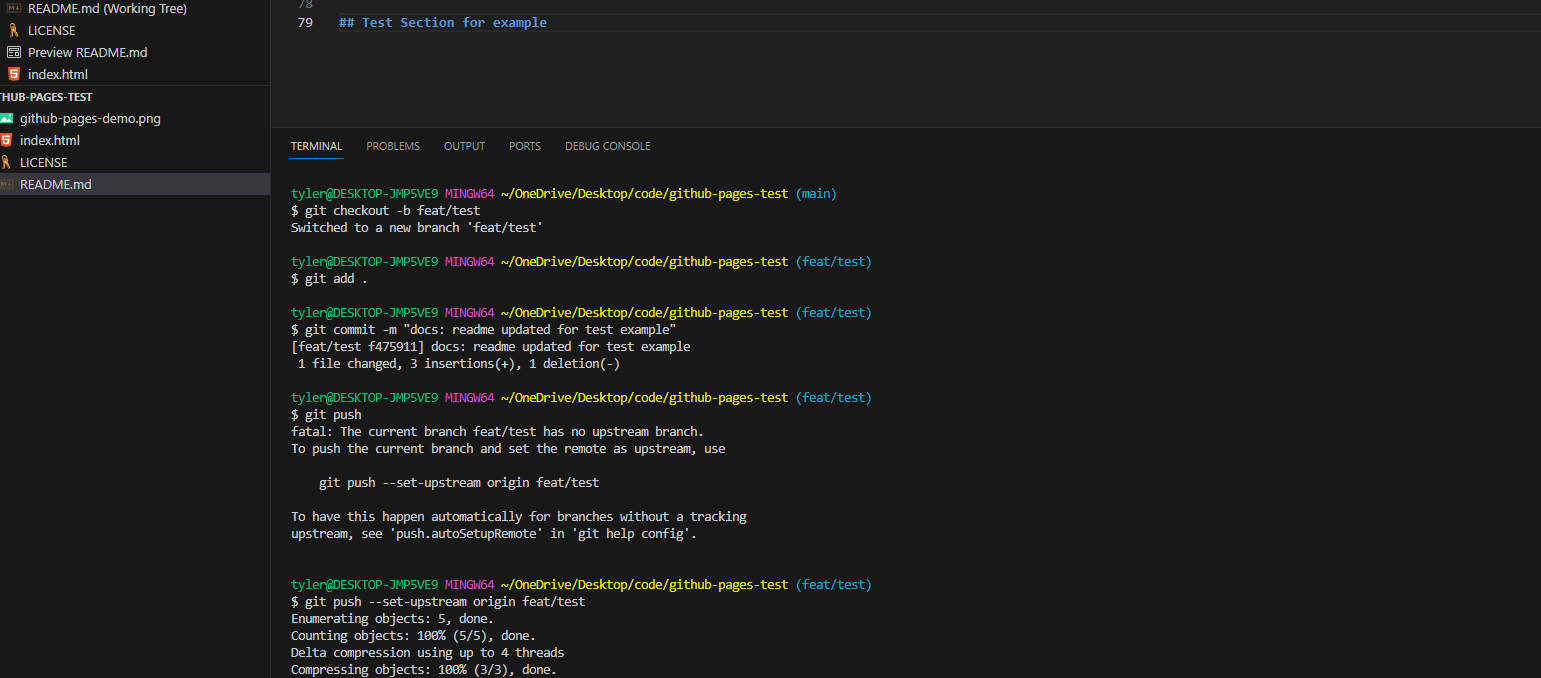 README.md (Working Tree)
LICENSE
Preview README.md
index.html
THUB-PAGES-TEST
github-pages-demo.png
index.html
LICENSE
README.md
78
79 ## Test Section for example
TERMINAL PROBLEMS OUTPUT PORTS DEBUG CONSOLE
tyler@DESKTOP-JMP5VE9 MINGW64 ~/OneDrive/Desktop/code/github-pages-test (main)
$ git checkout -b feat/test
Switched to a new branch 'feat/test'
tyler@DESKTOP-JMP5VE9 MINGW64 ~/OneDrive/Desktop/code/github-pages-test (feat/test)
$ git add .
tyler@DESKTOP-JMP5VE9 MINGW64 ~/OneDrive/Desktop/code/github-pages-test (feat/test)
$ git commit -m "docs: readme updated for test example"
[feat/test f475911] docs: readme updated for test example
1 file changed, 3 insertions(+), 1 deletion(-)
tyler@DESKTOP-JMP5VE9 MINGW64 ~/OneDrive/Desktop/code/github-pages-test (feat/test)
$ git push
fatal: The current branch feat/test has no upstream branch.
To push the current branch and set the remote as upstream, use
git push --set-upstream origin feat/test
To have this happen automatically for branches without a tracking
upstream, see 'push.autoSetupRemote' in 'git help config'.
tyler@DESKTOP-JMP5VE9 MINGW64 ~/OneDrive/Desktop/code/github-pages-test (feat/test)
$ git push --set-upstream origin feat/test
Enumerating objects: 5, done.
Counting objects: 100% (5/5), done.
Delta compression using up to 4 threads
Compressing objects: 100% (3/3), done.